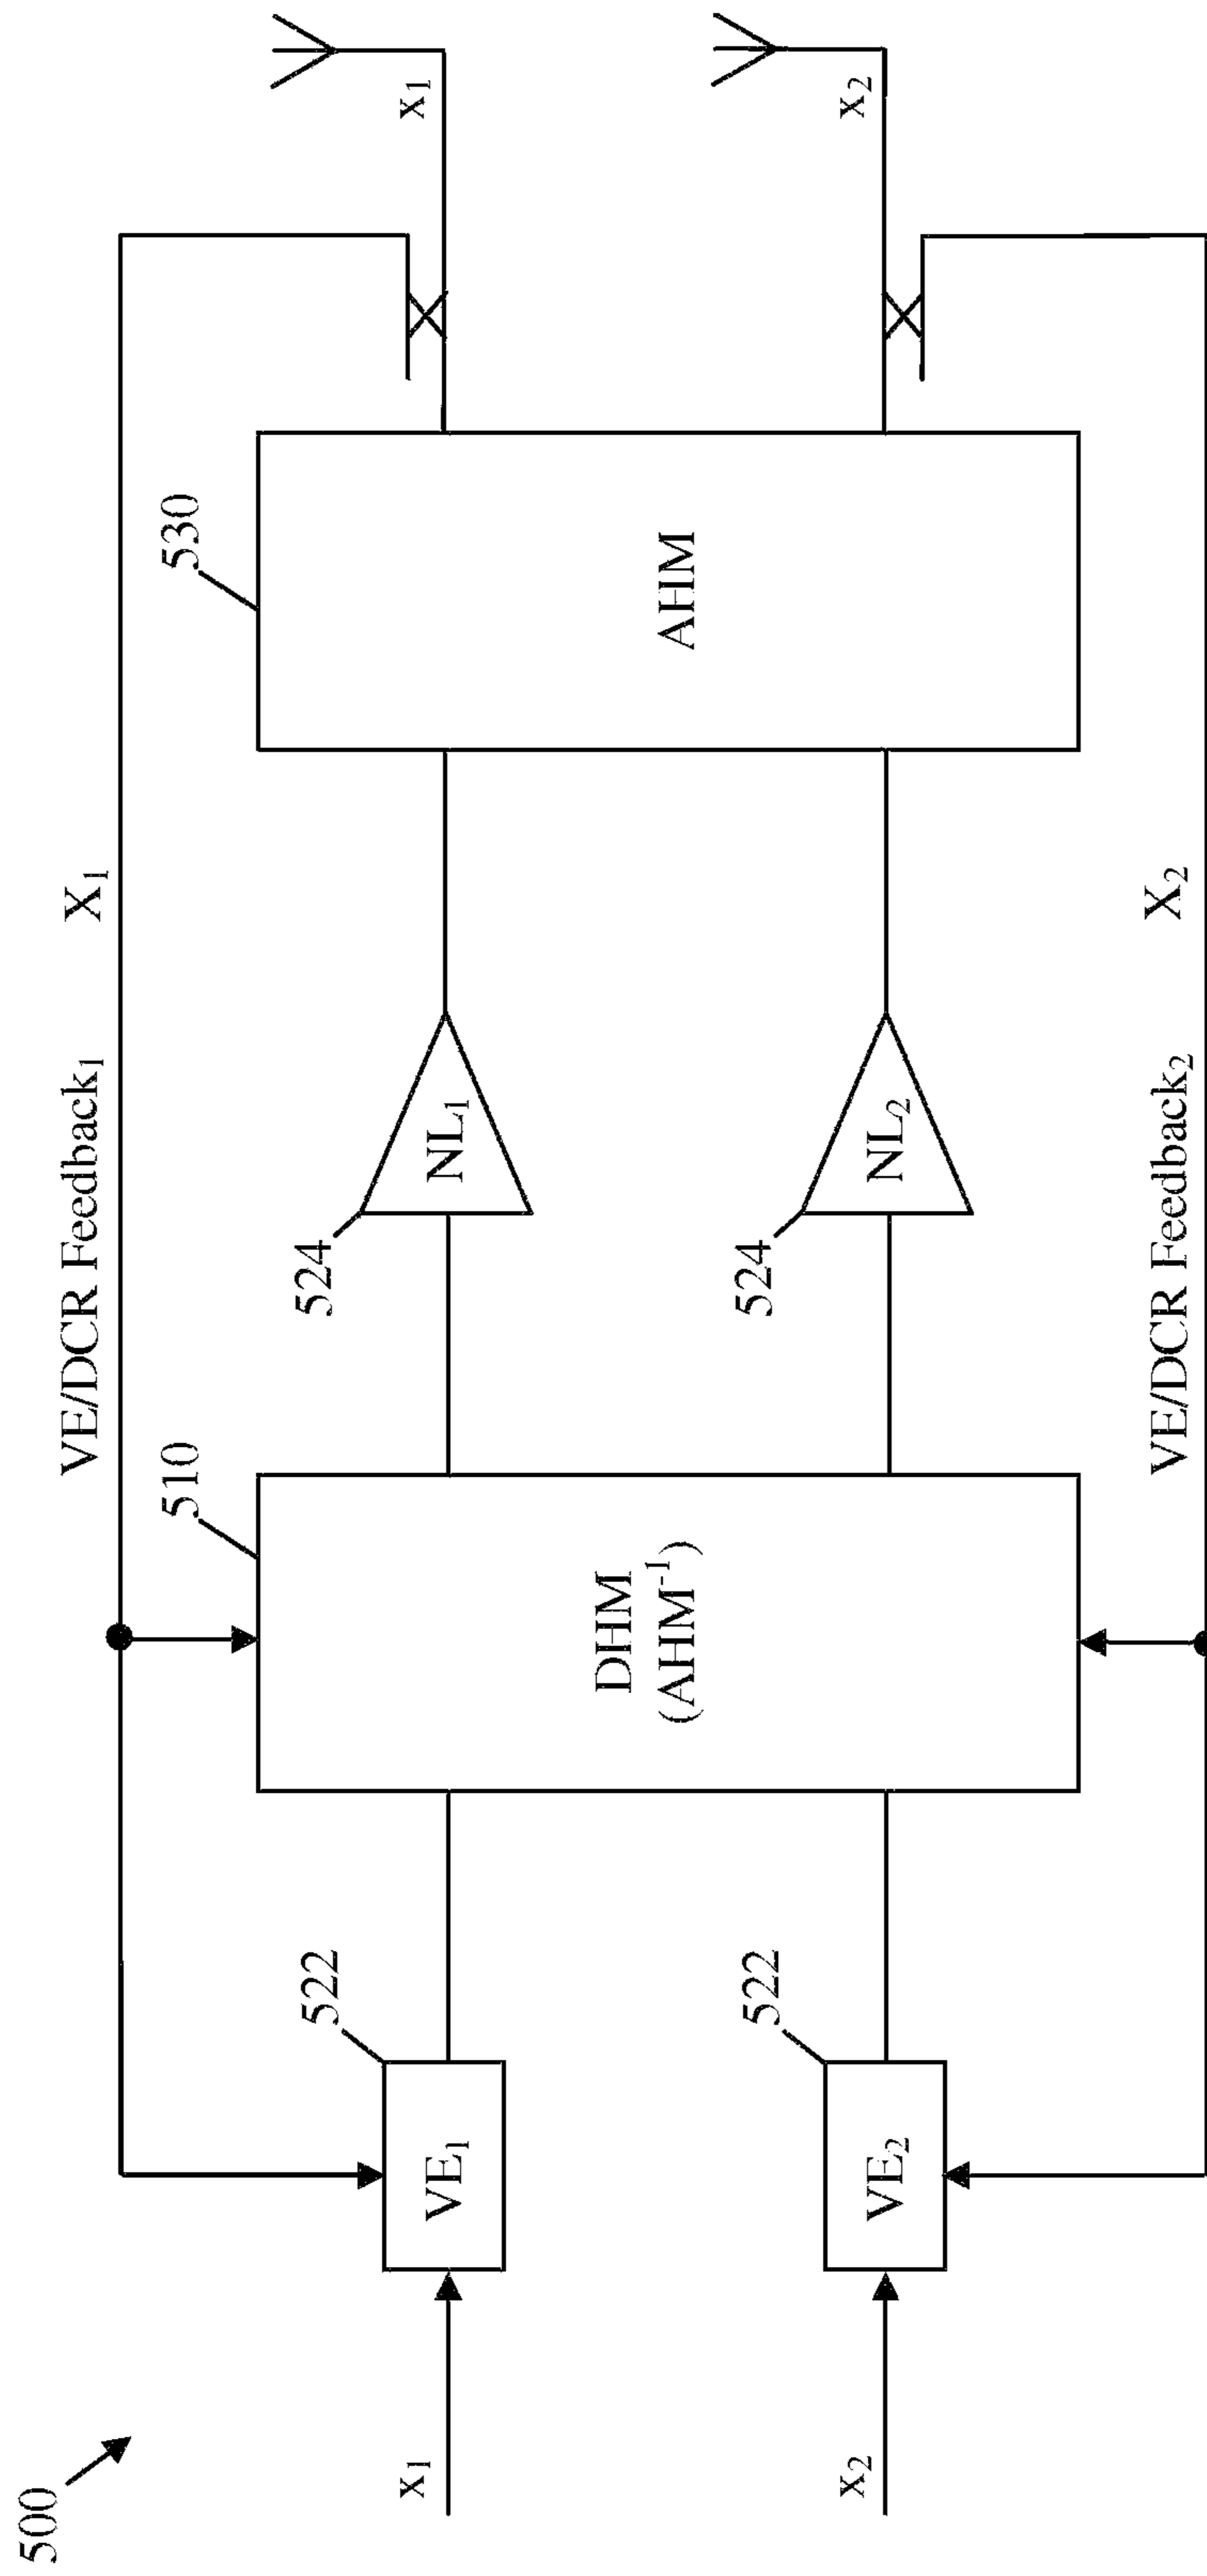 500
VE/DCR Feedback₁ X₁
510
530
522
524
x₁
VE₁
NL₁
x₁
DHM
(AHM⁻¹)
AHM
522
524
x₂
VE₂
NL₂
x₂
VE/DCR Feedback₂ X₂